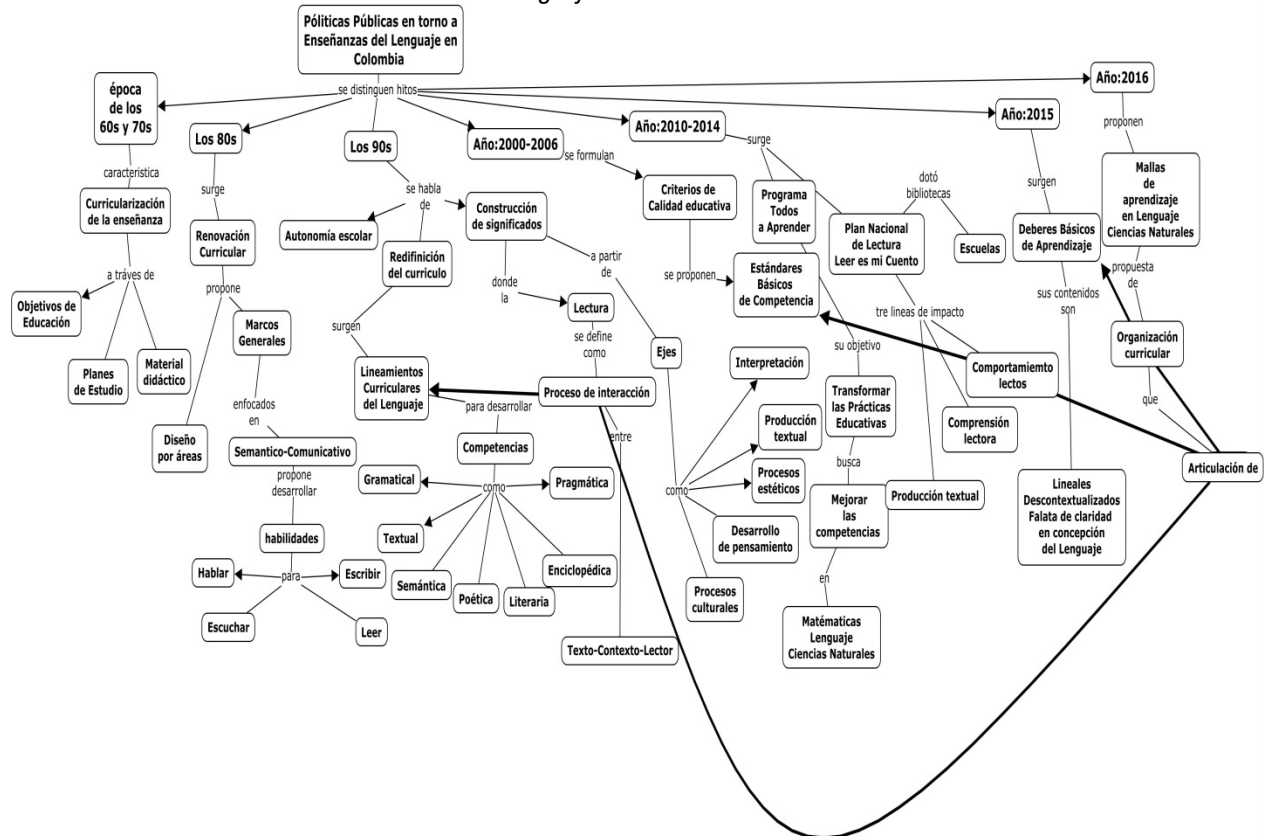 Póliticas Públicas en torno a
Enseñanzas del Lenguaje en
Colombia
se distinguen hitos
época
de los
60s y 70s
caracteristica
Curricularización
de la enseñanza
a tráves de
Objetivos de
Educación
Planes
de Estudio
Material
didáctico
Los 80s
surge
Renovación
Curricular
propone
Diseño
por áreas
Marcos
Generales
enfocados
en
Semantico-Comunicativo
propone
desarrollar
habilidades
para
Hablar
Escribir
Escuchar
Leer
Los 90s
se habla
de
Autonomía escolar
Redifinición
del curriculo
surgen
Lineamientos
Curriculares
del Lenguaje
para desarrollar
Competencias
como
Gramatical
Pragmática
Textual
Semántica
Poética
Literaria
Enciclopédica
Construcción
de significados
donde
la
Lectura
se define
como
Proceso de interacción
entre
Texto-Contexto-Lector
a partir
de
Ejes
como
Interpretación
Producción
textual
Procesos
estéticos
Desarrollo
de pensamiento
Procesos
culturales
Año:2000-2006
se formulan
Criterios de
Calidad educativa
se proponen
Estándares
Básicos
de Competencia
Año:2010-2014
surge
Programa
Todos
a Aprender
su objetivo
Transformar
las Prácticas
Educativas
busca
Mejorar
las
competencias
en
Matématicas
Lenguaje
Ciencias Naturales
Plan Nacional
de Lectura
Leer es mi Cuento
dotó
bibliotecas
Escuelas
tre lineas de impacto
Comportamiemto
lectos
Comprensión
lectora
Producción textual
Año:2015
surgen
Deberes Básicos
de Aprendizaje
sus contenidos
son
Lineales
Descontextualizados
Falata de claridad
en concepción
del Lenguaje
Año:2016
proponen
Mallas
de
aprendizaje
en Lenguaje
Ciencias Naturales
propuesta
de
Organización
curricular
que
Articulación de